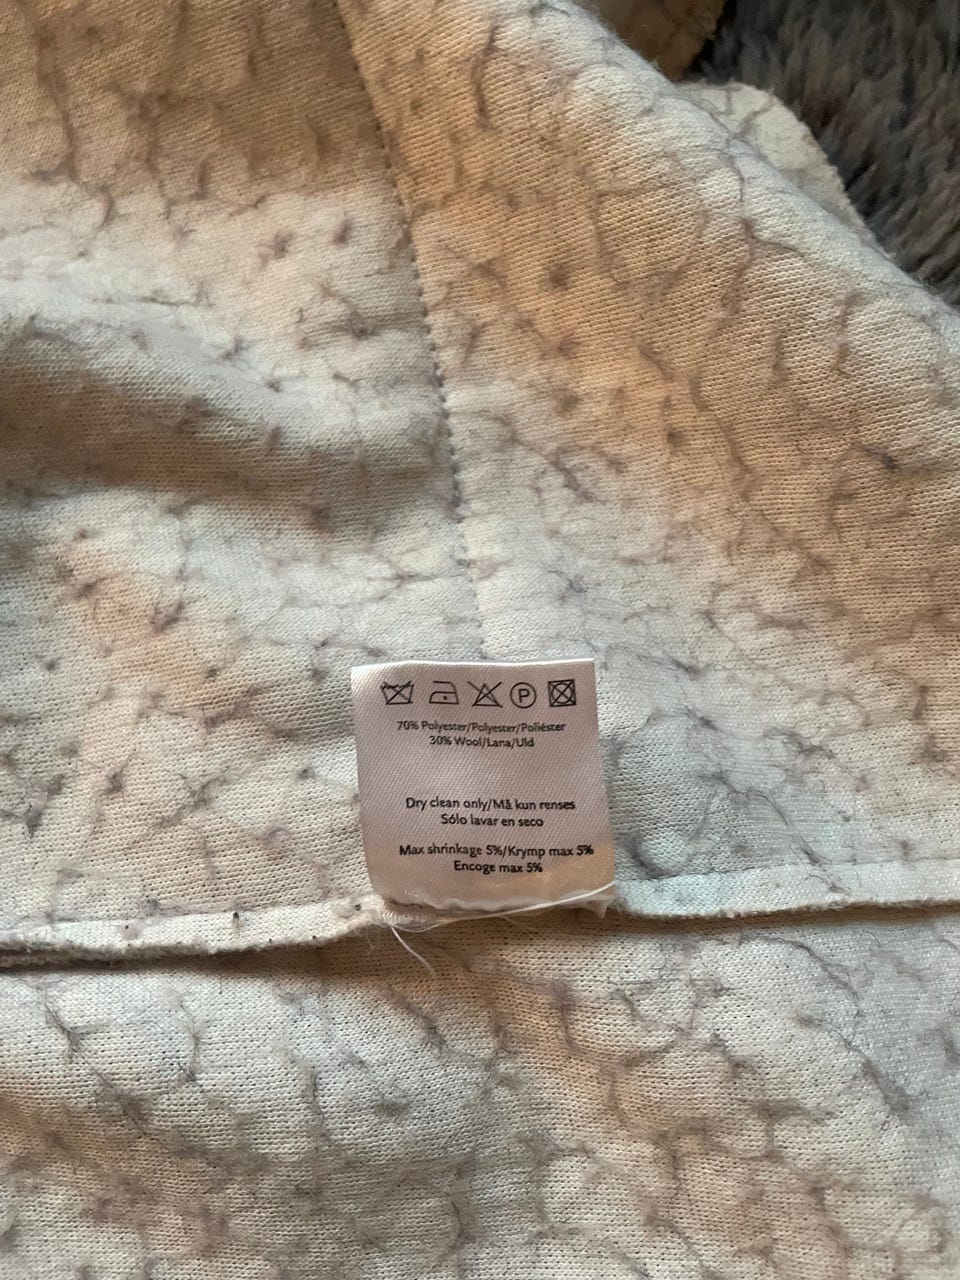 P
70% Polyester/Polyester/Poliéster
30% Wool/Lana/Uld
Dry clean only/Må kun renses
Sólo lavar en seco
Max shrinkage 5%/Krymp max 5%
Encoge max 5%